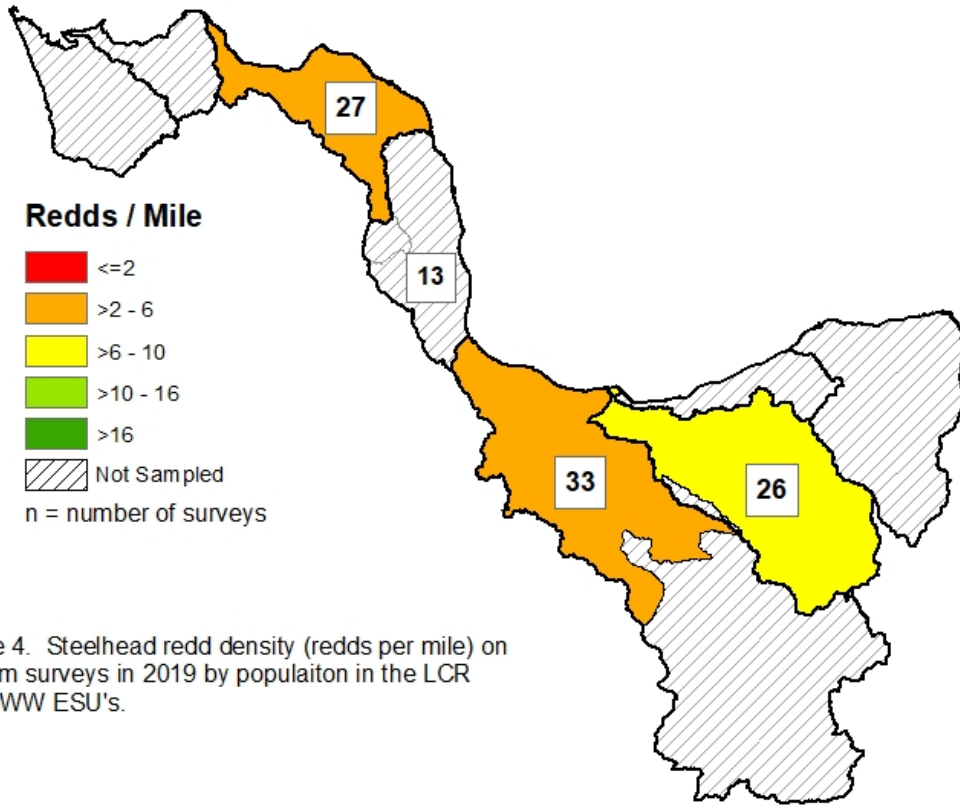 27
13
33
26
Redds / Mile
<=2
>2 - 6
>6 - 10
>10 - 16
>16
Not Sampled
n = number of surveys
e 4. Steelhead redd density (redds per mile) on
m surveys in 2019 by populaiton in the LCR
WW ESU's.